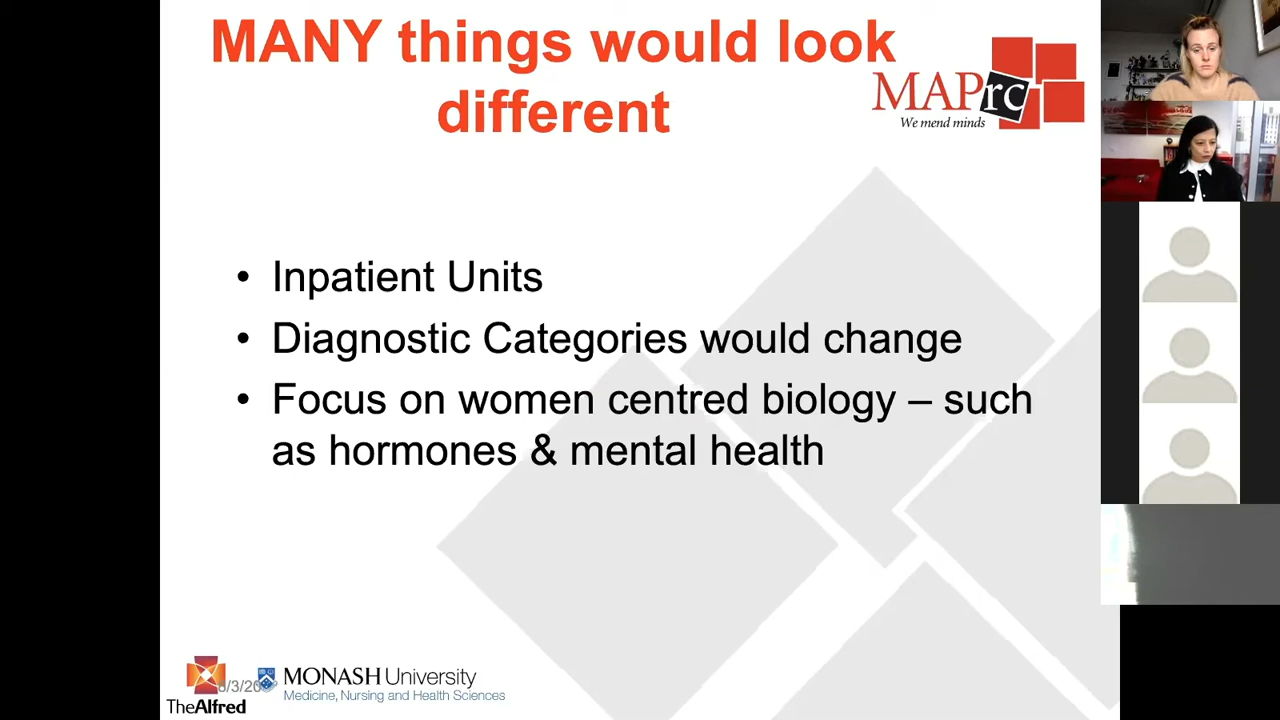 MANY things would look
different
MAPrc
We mend minds
• Inpatient Units
• Diagnostic Categories would change
• Focus on women centred biology – such
as hormones & mental health
TheAlfred
MONASH University
Medicine, Nursing and Health Sciences